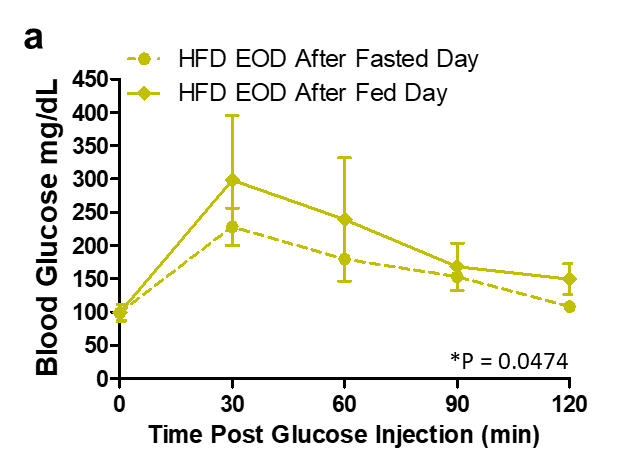 a
HFD EOD After Fasted Day
HFD EOD After Fed Day
Blood Glucose mg/dL
450
400
350
300
250
200
150
100
50
0
*P = 0.0474
0 30 60 90 120
Time Post Glucose Injection (min)